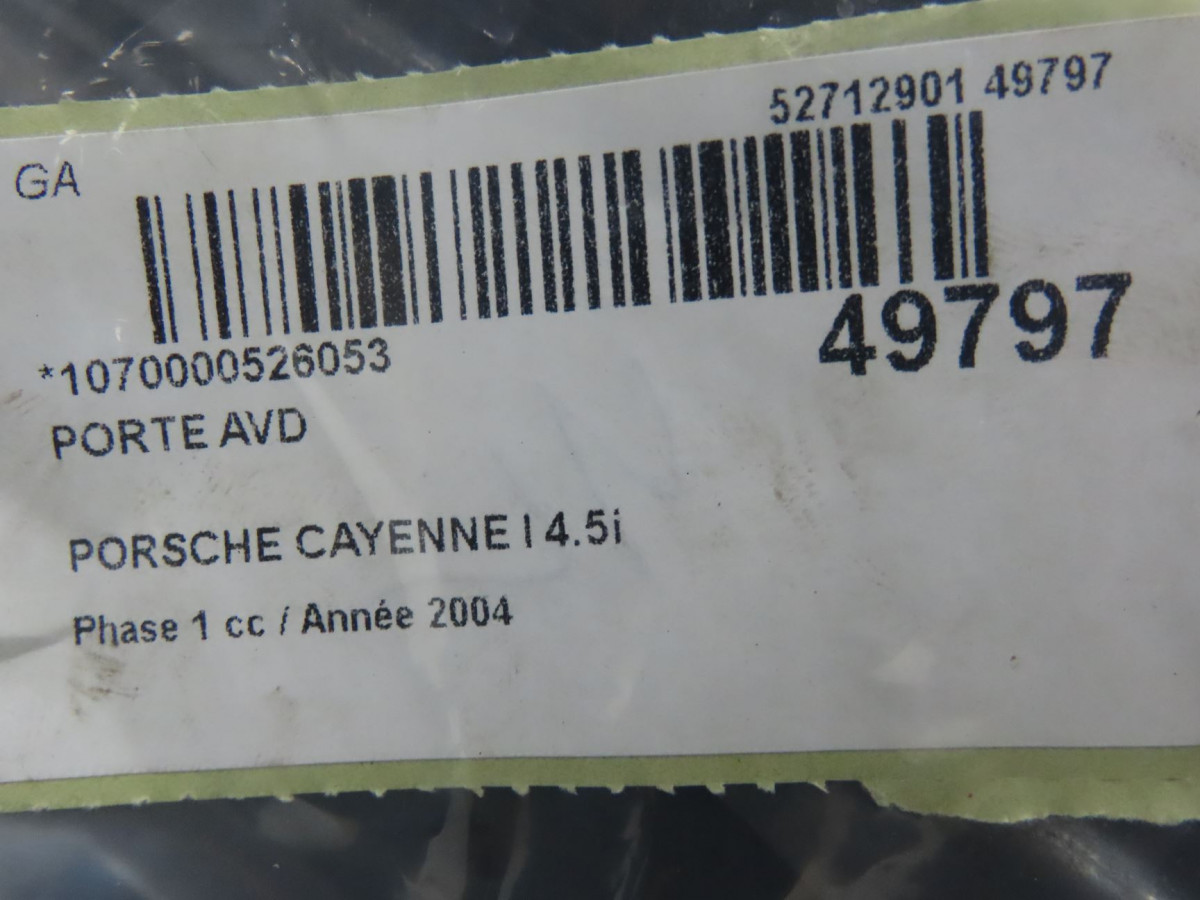 52712901 49797
GA
49797
*1070000526053
PORTE AVD
PORSCHE CAYENNE I 4.5i
Phase 1 cc / Année 2004